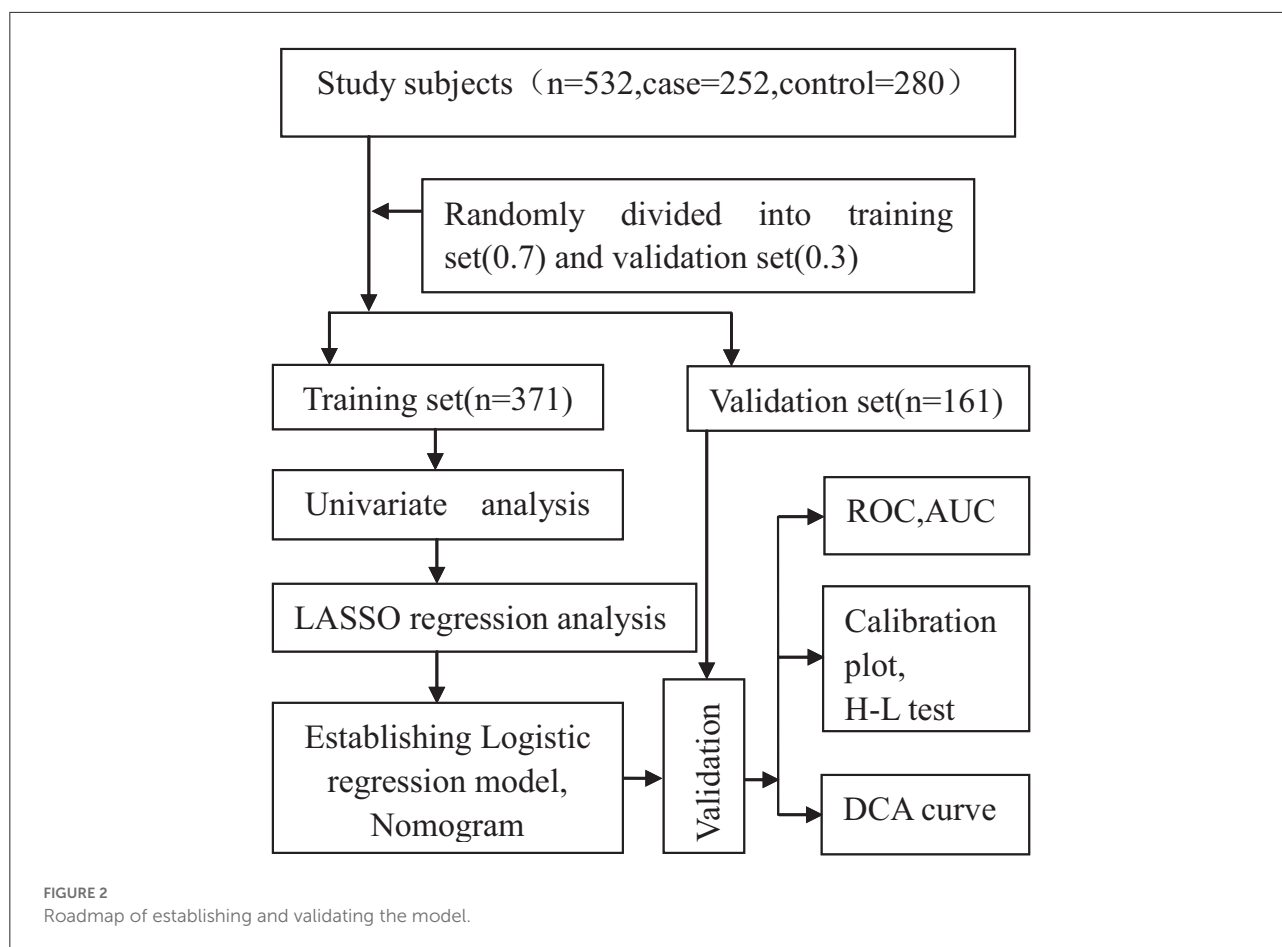 Study subjects（n=532,case=252,control=280）
Randomly divided into training
set(0.7) and validation set(0.3)
Training set(n=371)
Validation set(n=161)
Univariate analysis
ROC,AUC
LASSO regression analysis
Calibration
plot,
H-L test
Establishing Logistic
regression model,
Nomogram
Validation
DCA curve
FIGURE 2
Roadmap of establishing and validating the model.